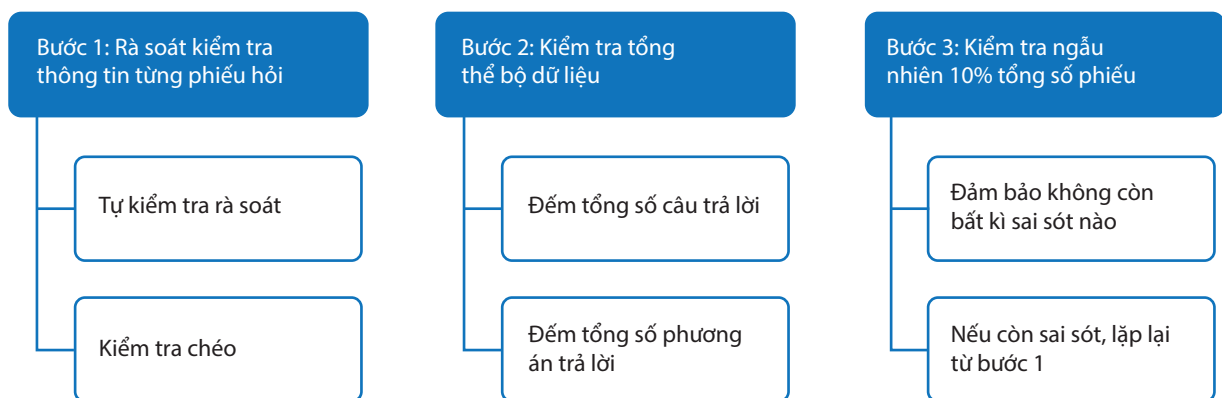 Bước 1: Rà soát kiểm tra
thông tin từng phiếu hỏi
Tự kiểm tra rà soát
Kiểm tra chéo
Bước 2: Kiểm tra tổng
thể bộ dữ liệu
Đếm tổng số câu trả lời
Đếm tổng số phương
án trả lời
Bước 3: Kiểm tra ngẫu
nhiên 10% tổng số phiếu
Đảm bảo không còn
bất kì sai sót nào
Nếu còn sai sót, lặp lại
từ bước 1